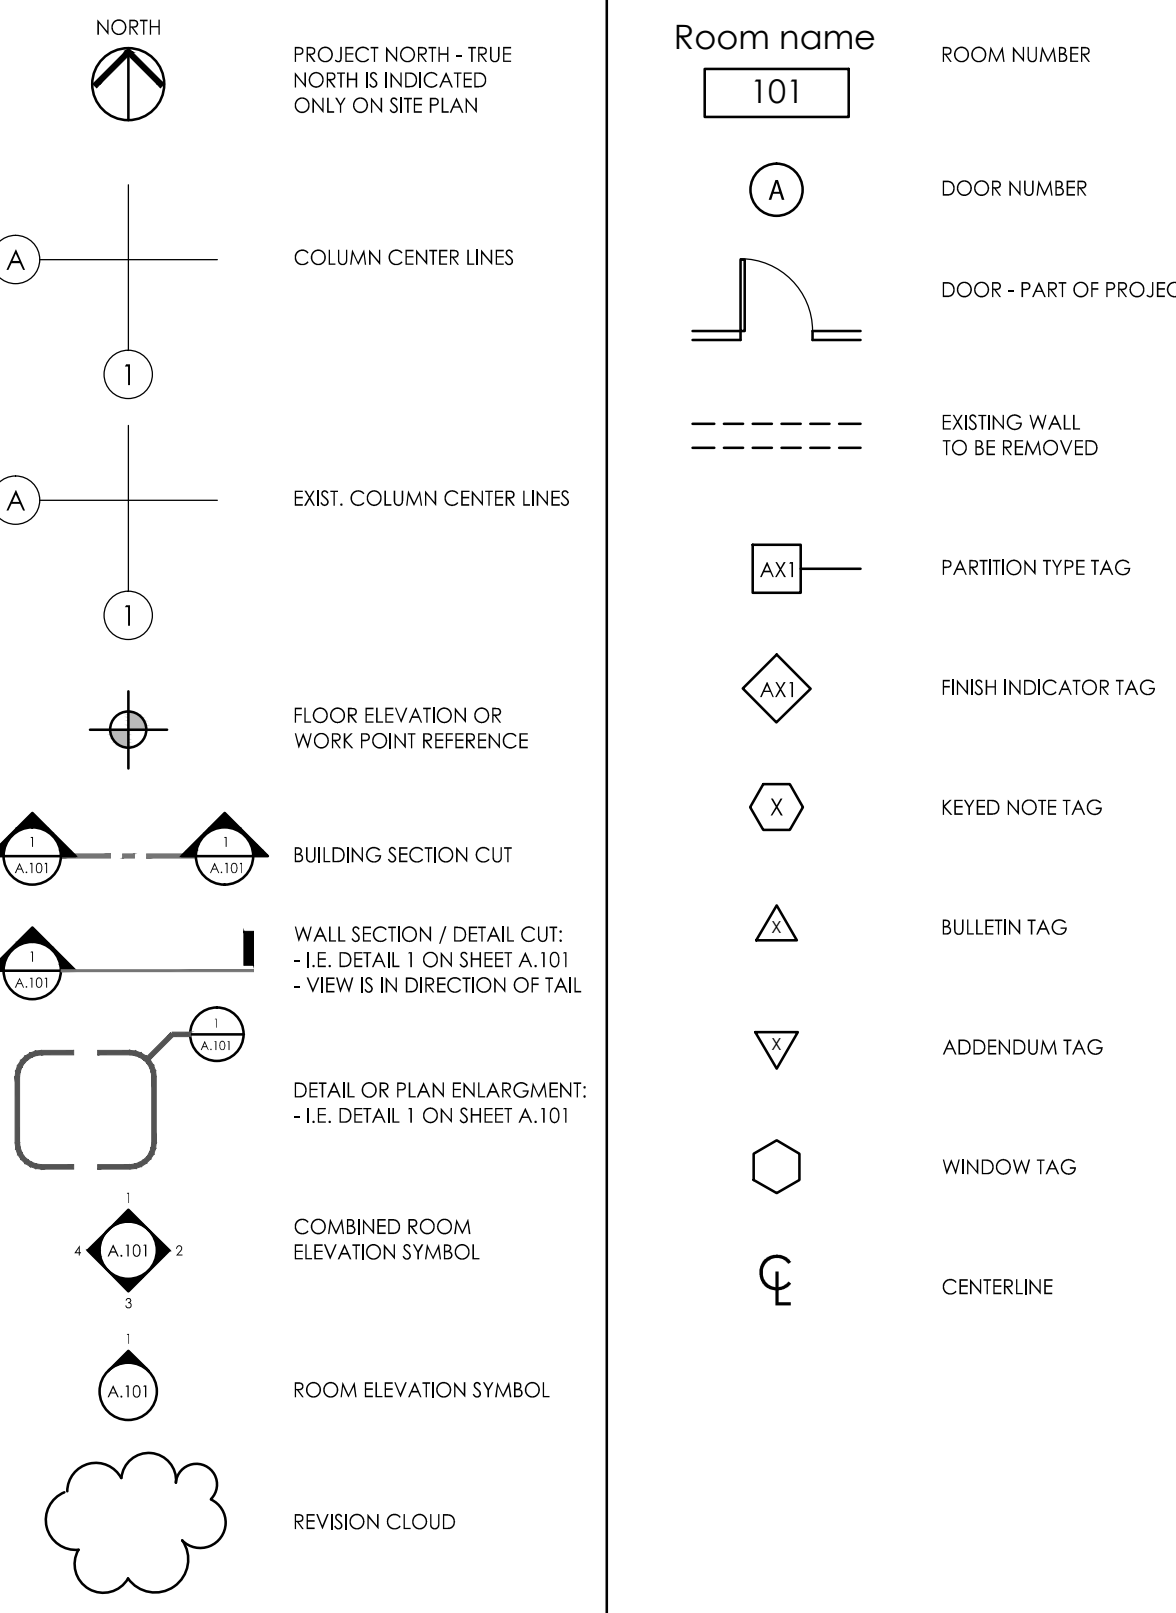 NORTH
PROJECT NORTH - TRUE
NORTH IS INDICATED
ONLY ON SITE PLAN
A
COLUMN CENTER LINES
1
A
EXIST. COLUMN CENTER LINES
1
FLOOR ELEVATION OR
WORK POINT REFERENCE
1
A.101
1
A.101
BUILDING SECTION CUT
1
A.101
WALL SECTION / DETAIL CUT:
- I.E. DETAIL 1 ON SHEET A.101
- VIEW IS IN DIRECTION OF TAIL
1
A.101
DETAIL OR PLAN ENLARGMENT:
- I.E. DETAIL 1 ON SHEET A.101
1
4
A.101
2
3
COMBINED ROOM
ELEVATION SYMBOL
1
A.101
ROOM ELEVATION SYMBOL
REVISION CLOUD
Room name
101
ROOM NUMBER
A
DOOR NUMBER
DOOR - PART OF PROJEC
EXISTING WALL
TO BE REMOVED
AX1
PARTITION TYPE TAG
AX1
FINISH INDICATOR TAG
X
KEYED NOTE TAG
X
BULLETIN TAG
X
ADDENDUM TAG
WINDOW TAG
CL
CENTERLINE